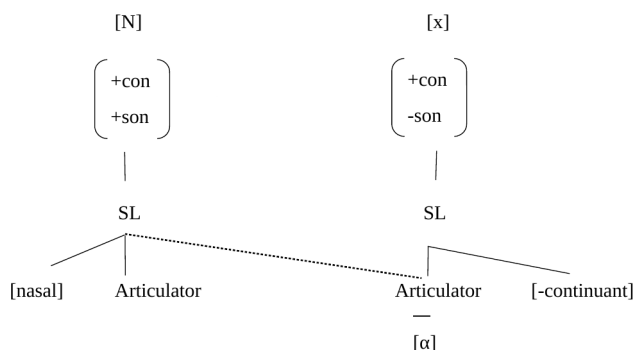 [N] [x]
+con +con
+son -son
SL SL
[nasal] Articulator Articulator [-continuant]
[α]